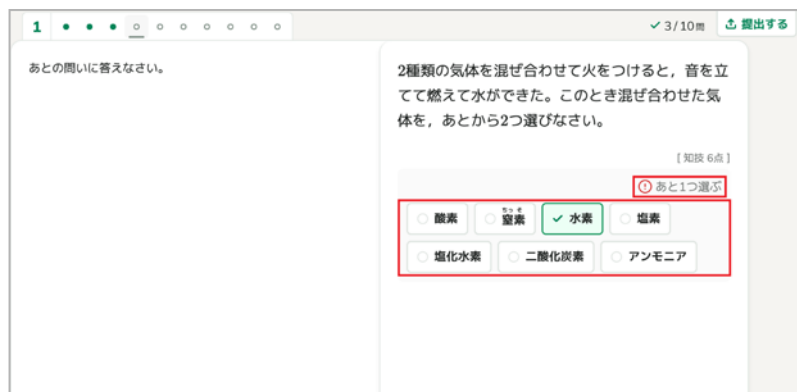 1
3/10問
提出する
あとの問いに答えなさい。
2種類の気体を混ぜ合わせて火をつけると，音を立
てて燃えて水ができた。このとき混ぜ合わせた気
体を，あとから2つ選びなさい。
[ 知技 6点 ]
あと1つ選ぶ
酸素 窒素 水素 塩素
ちっそ
塩化水素 二酸化炭素 アンモニア